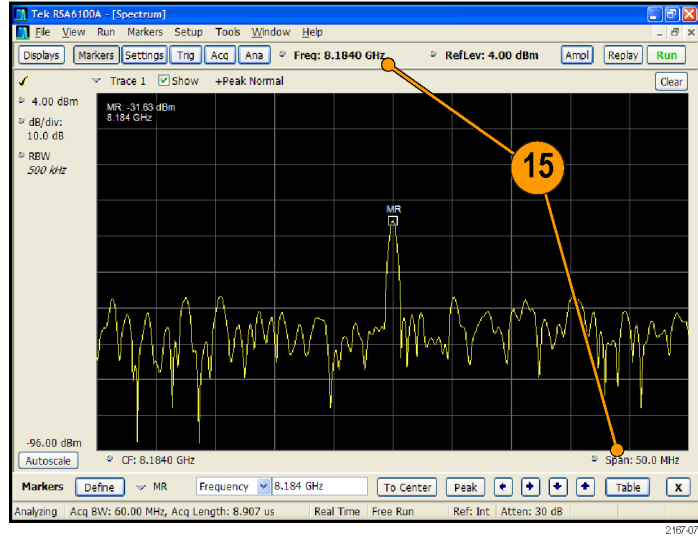 Tek RSA6100A - [Spectrum]
File View Run Markers Setup Tools Window Help
Displays Markers Settings Trig Acq Ana Freq: 8.1840 GHz RefLev: 4.00 dBm Ampl Replay Run
Trace 1 Show +Peak Normal Clear
4.00 dBm
MR: -31.63 dBm
8.184 GHz
dB/div:
10.0 dB
RBW
500 kHz
15
MR
-96.00 dBm
Autoscale CF: 8.1840 GHz Span: 50.0 MHz
Markers Define MR Frequency 8.184 GHz To Center Peak Table X
Analyzing Acq BW: 60.00 MHz, Acq Length: 8.907 us Real Time Free Run Ref: Int Atten: 30 dB
2167-07